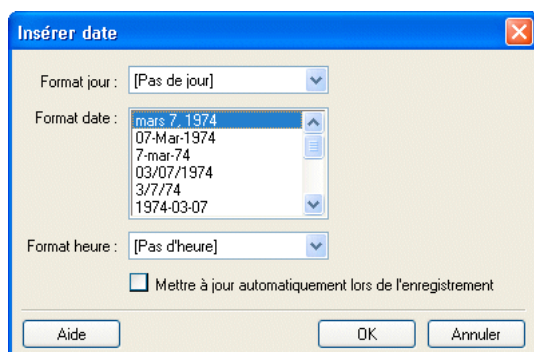 Insérer date
Format jour : [Pas de jour]
Format date : mars 7, 1974
07-Mar-1974
7-mar-74
03/07/1974
3/7/74
1974-03-07
Format heure : [Pas d'heure]
Mettre à jour automatiquement lors de l'enregistrement
Aide OK Annuler